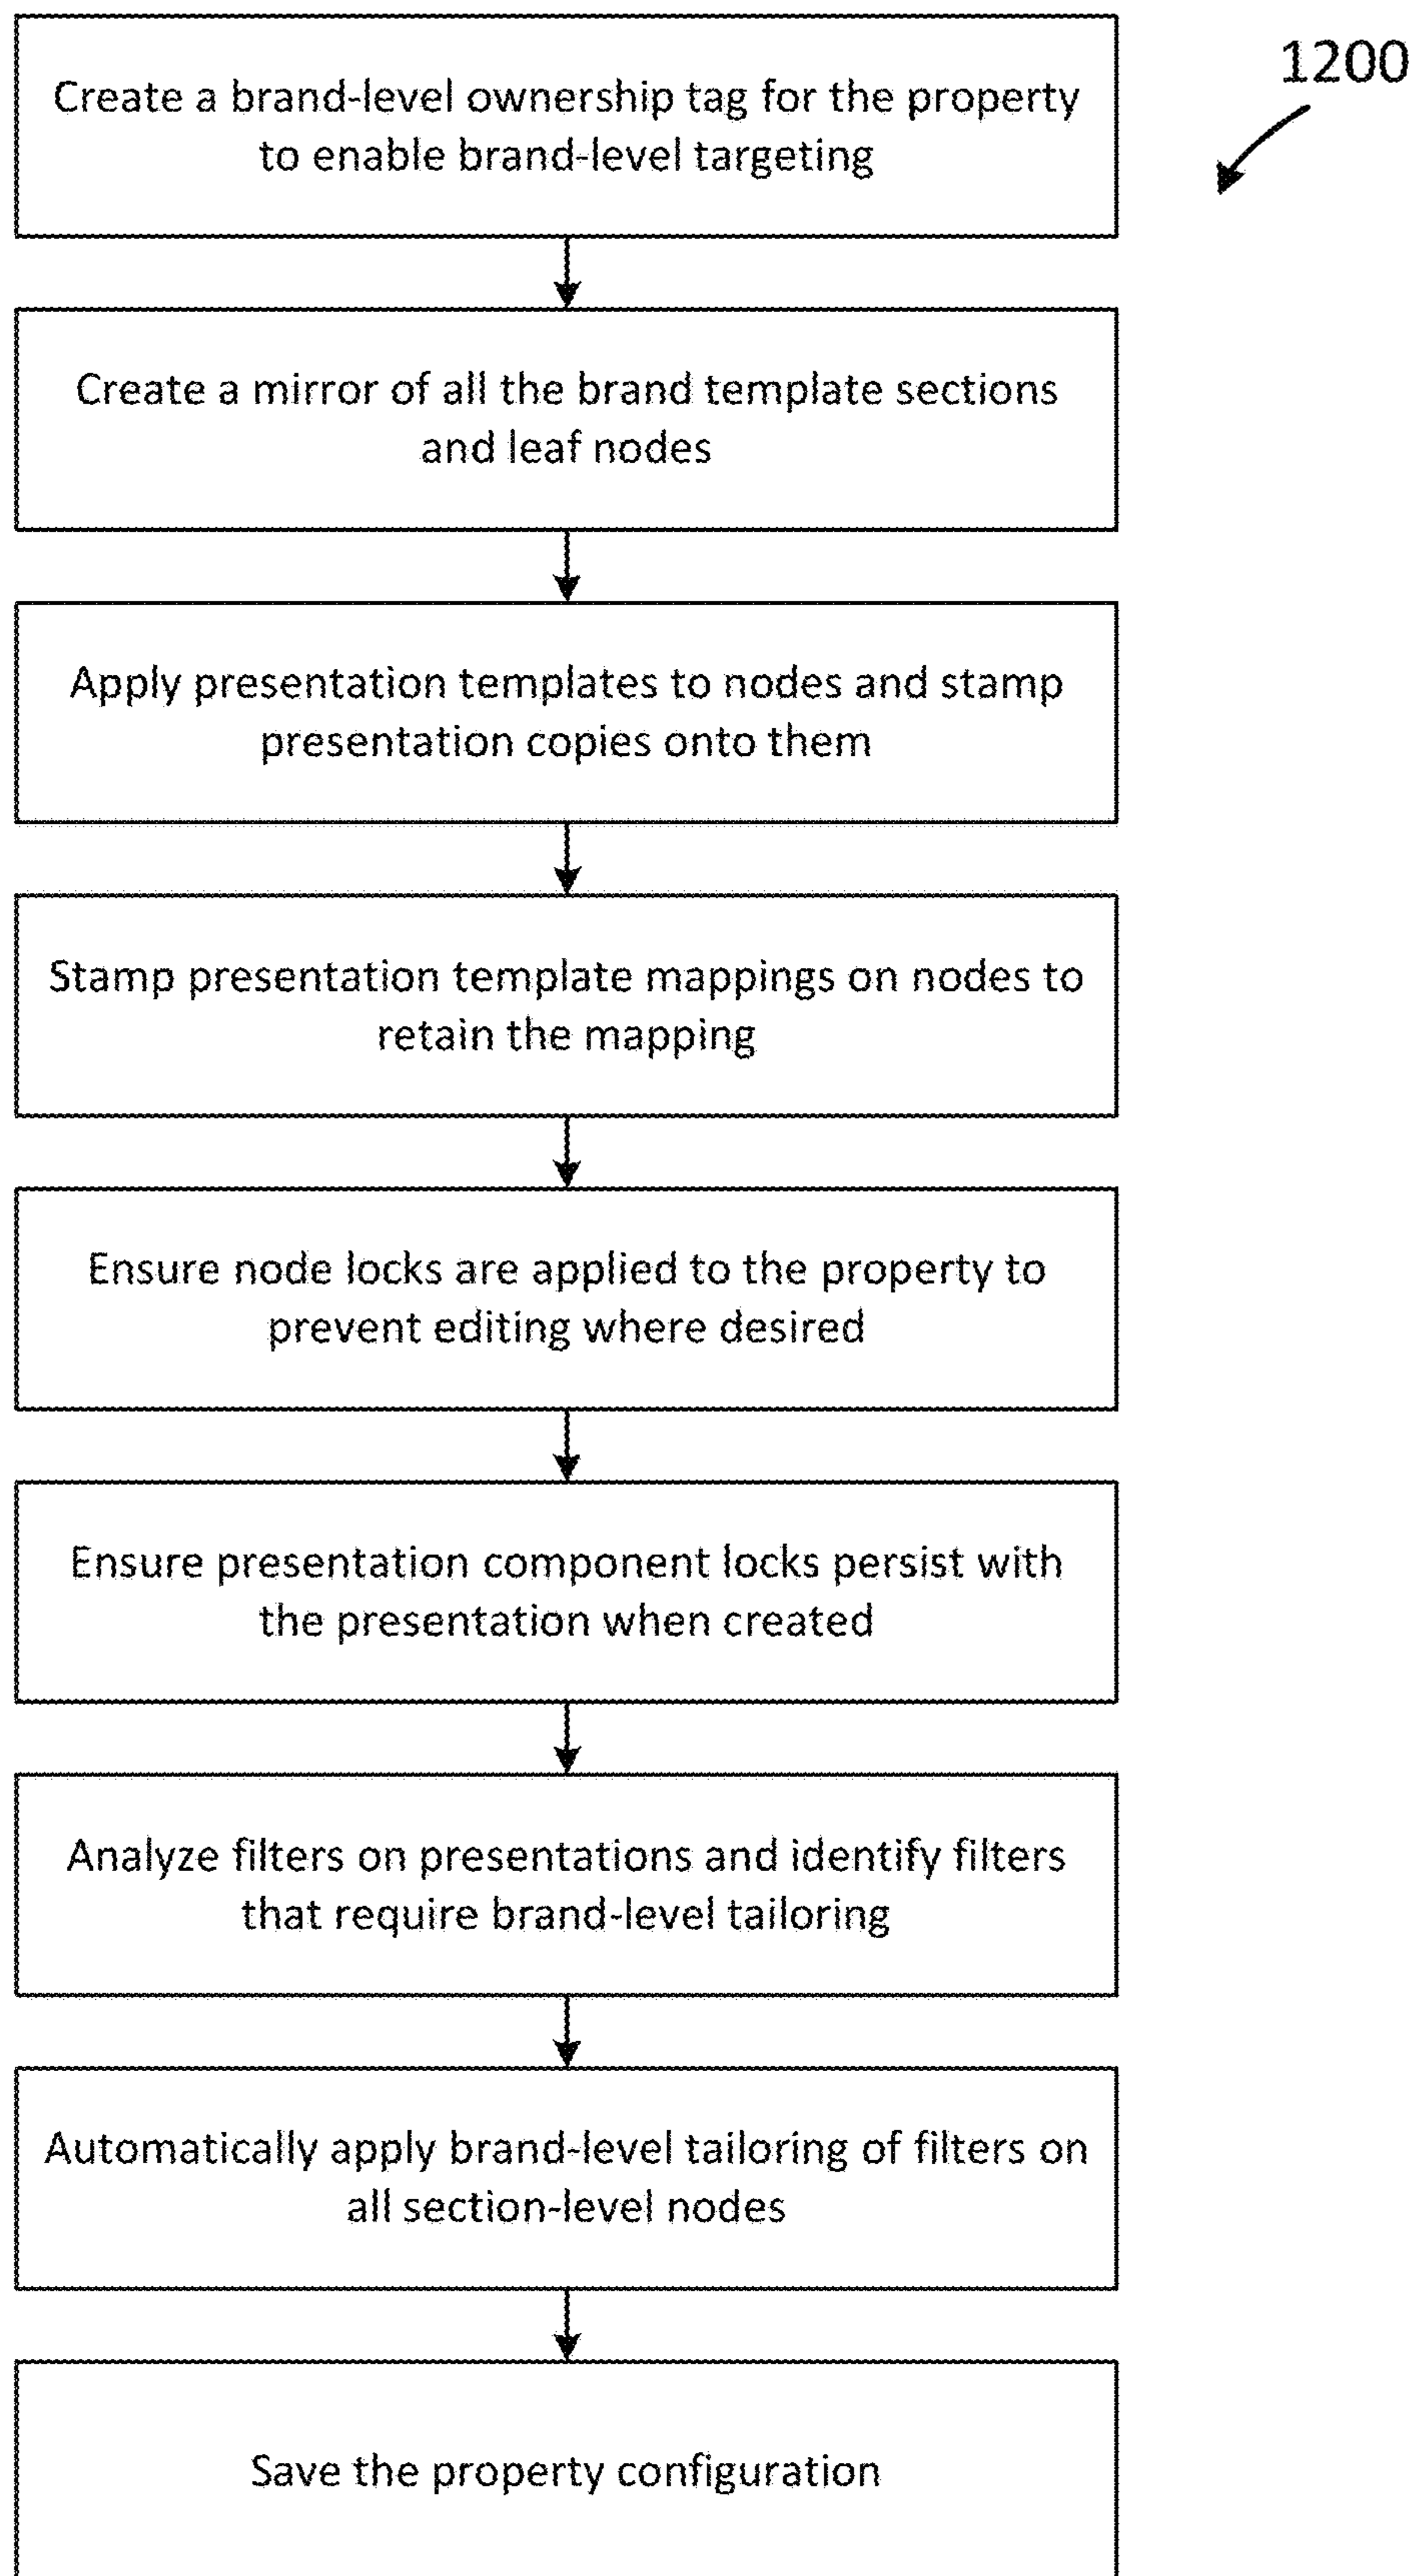 1200
Create a brand-level ownership tag for the property
to enable brand-level targeting
Create a mirror of all the brand template sections
and leaf nodes
Apply presentation templates to nodes and stamp
presentation copies onto them
Stamp presentation template mappings on nodes to
retain the mapping
Ensure node locks are applied to the property to
prevent editing where desired
Ensure presentation component locks persist with
the presentation when created
Analyze filters on presentations and identify filters
that require brand-level tailoring
Automatically apply brand-level tailoring of filters on
all section-level nodes
Save the property configuration